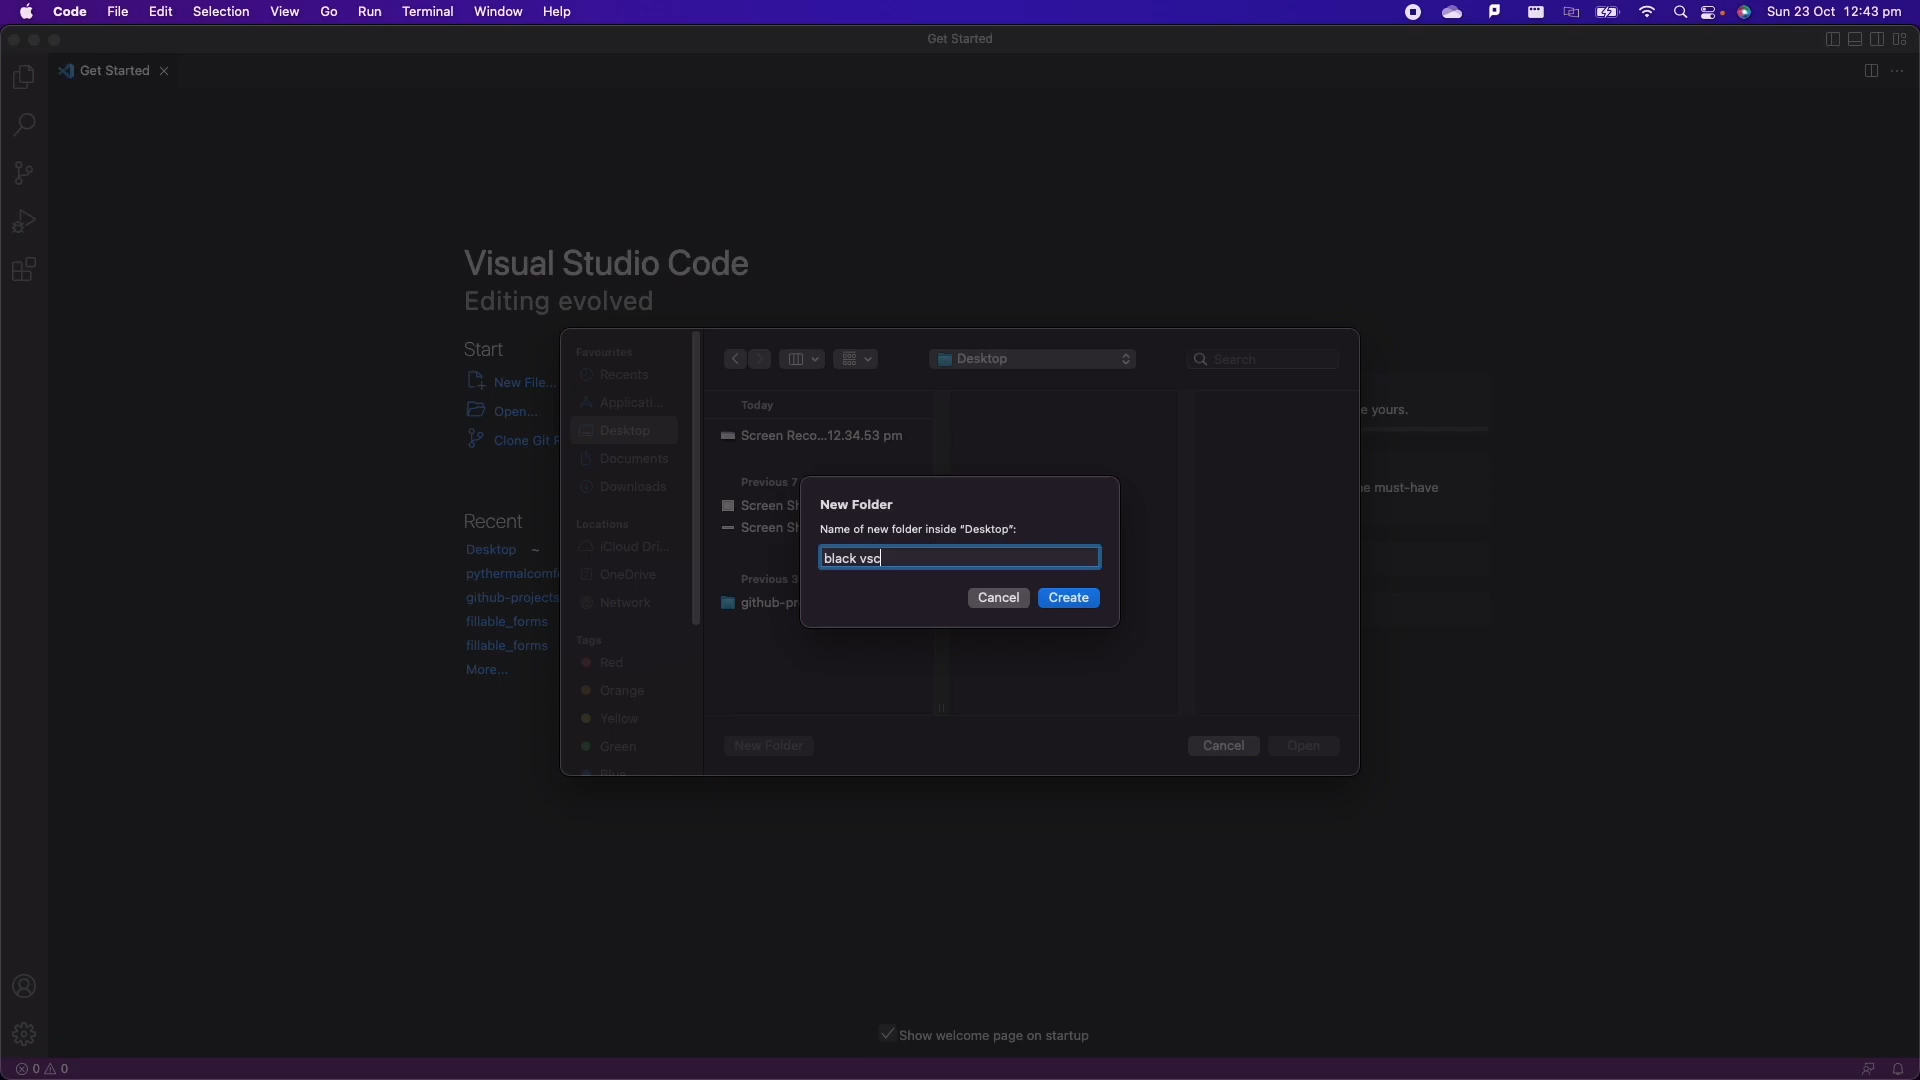 Code File Edit Selection View Go Run Terminal Window Help Sun 23 Oct 12:43 pm
Get Started
Get Started
Visual Studio Code
Editing evolved
Start
New File...
Open...
Clone Git
Recent
Desktop ~
pythermalcomf
github-projects
fillable_forms
fillable_forms
More...
Favourites
Recents
Applicati...
Desktop
Documents
Downloads
Locations
iCloud Dri...
OneDrive
Network
Tags
Red
Orange
Yellow
Green
Blue
Desktop
Search
Today
Screen Reco...12.34.53 pm
Previous 7
Screen Sh
Screen Sh
Previous 3
github-pr
New Folder
Name of new folder inside “Desktop”:
black vsc
Cancel Create
New Folder
Cancel Open
e yours.
e must-have
Show welcome page on startup
0 0